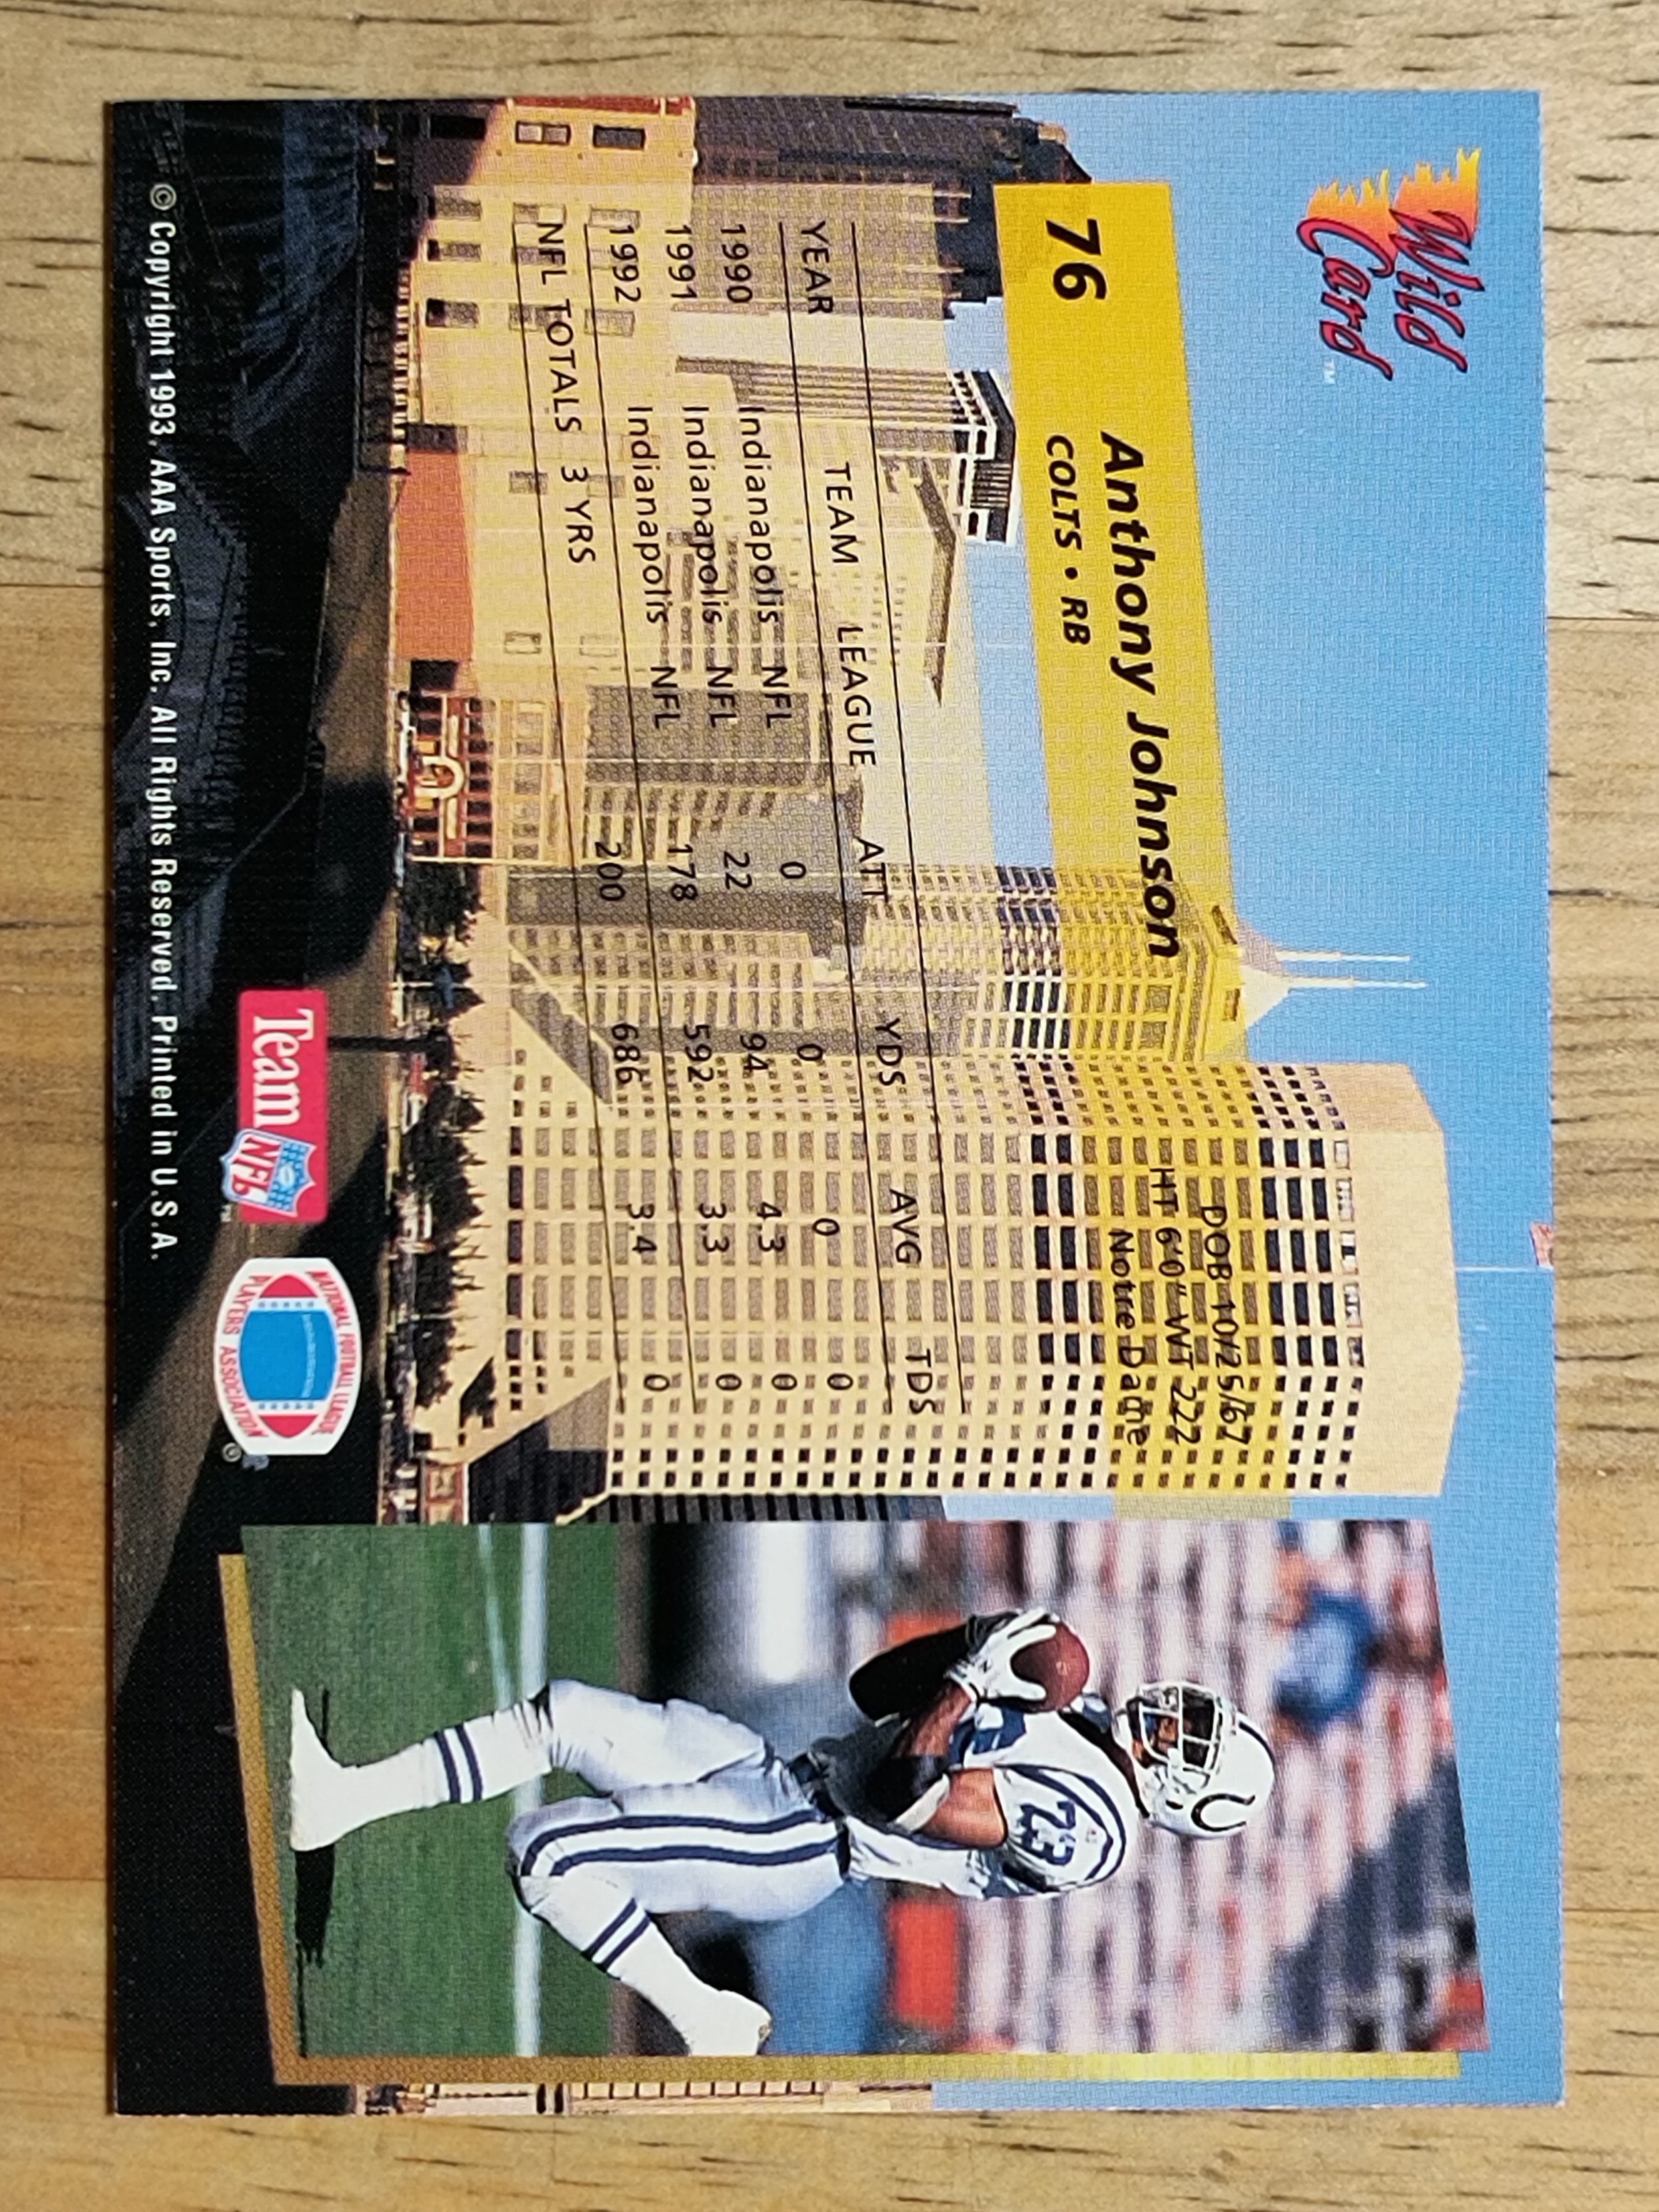 Wild
Card™
76 Anthony Johnson
COLTS • RB
DOB 10/25/67
HT 6'0" WT 222
Notre Dame
YEAR TEAM LEAGUE ATT YDS AVG TDS
1990 Indianapolis NFL 0 0 0 0
1991 Indianapolis NFL 22 94 4.3 0
1992 Indianapolis NFL 178 592 3.3 0
NFL TOTALS 3 YRS 200 686 3.4 0
23
Team NFL™
NATIONAL FOOTBALL LEAGUE
PLAYERS ASSOCIATION
©
© Copyright 1993, AAA Sports, Inc. All Rights Reserved. Printed in U.S.A.